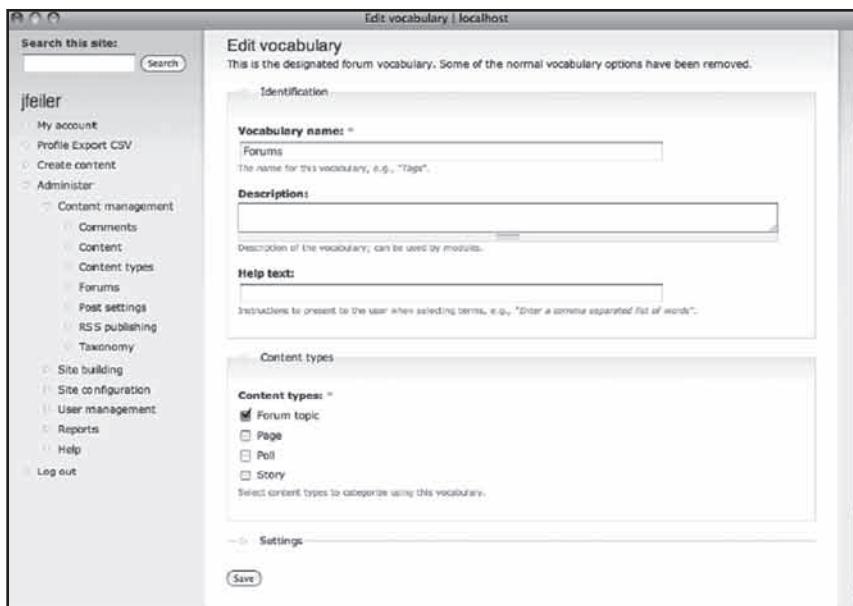 Edit vocabulary | localhost
Search this site:
Search
jfeiler
My account
Profile Export CSV
Create content
Administer
Content management
Comments
Content
Content types
Forums
Post settings
RSS publishing
Taxonomy
Site building
Site configuration
User management
Reports
Help
Log out
Edit vocabulary
This is the designated forum vocabulary. Some of the normal vocabulary options have been removed.
Identification
Vocabulary name: *
Forums
The name for this vocabulary, e.g., "Tags".
Description:
Description of the vocabulary; can be used by modules.
Help text:
Instructions to present to the user when selecting terms, e.g., "Enter a comma separated list of words".
Content types
Content types: *
Forum topic
Page
Poll
Story
Select content types to categorize using this vocabulary.
Settings
Save